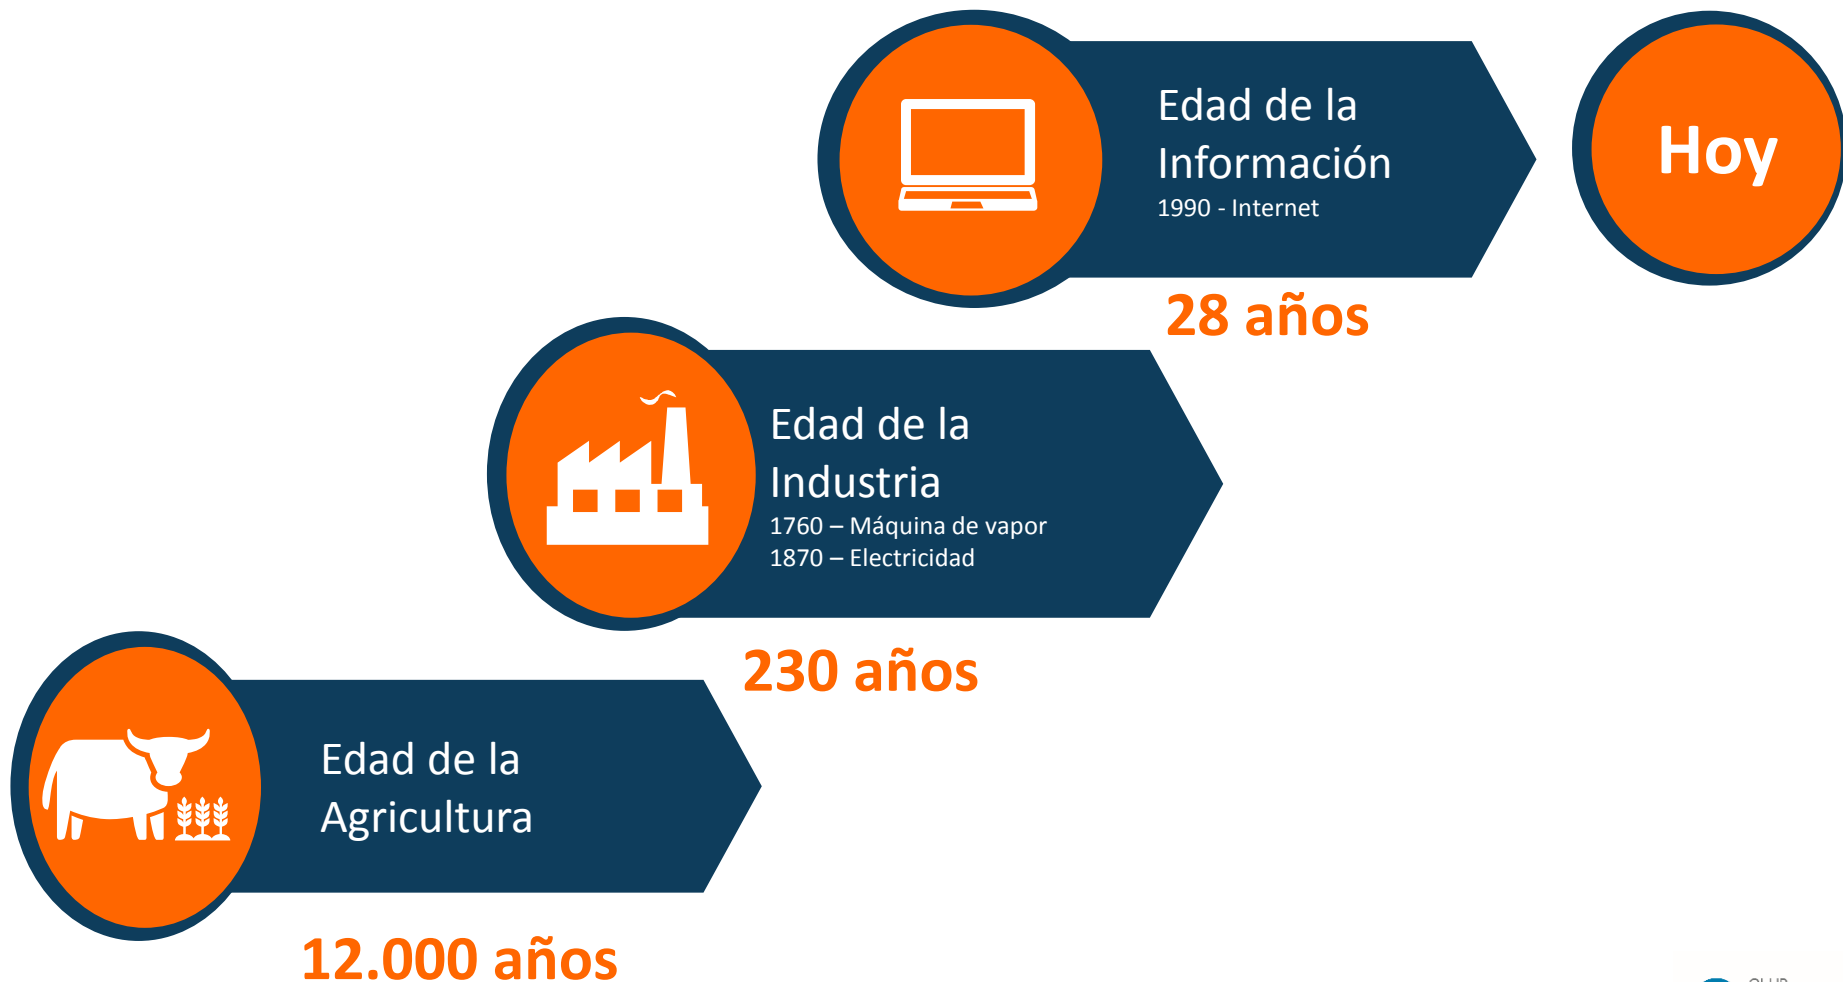 Edad de la
Información
1990 - Internet
Hoy
28 años
Edad de la
Industria
1760 – Máquina de vapor
1870 – Electricidad
230 años
Edad de la
Agricultura
12.000 años